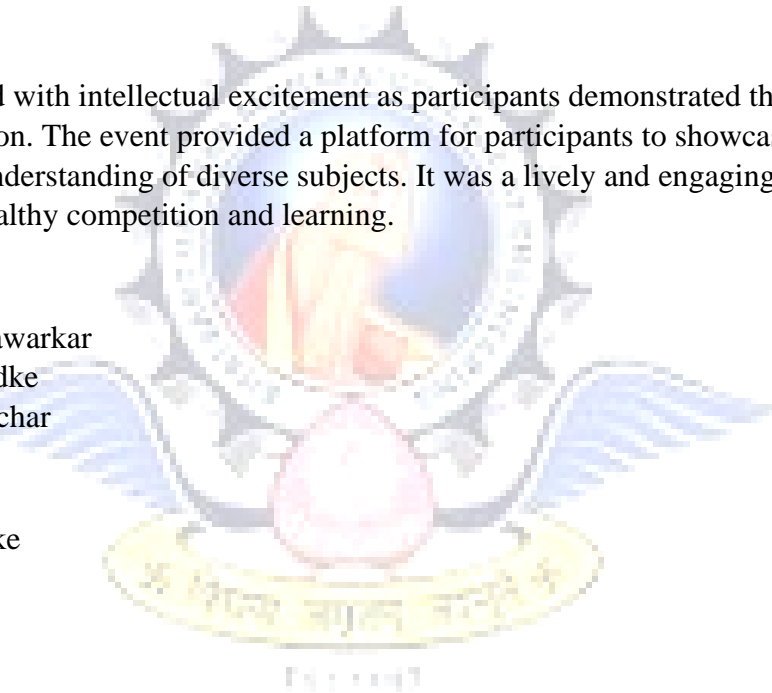 d with intellectual excitement as participants demonstrated th
on. The event provided a platform for participants to showcas
nderstanding of diverse subjects. It was a lively and engaging
althy competition and learning.
awarkar
dke
char
ke